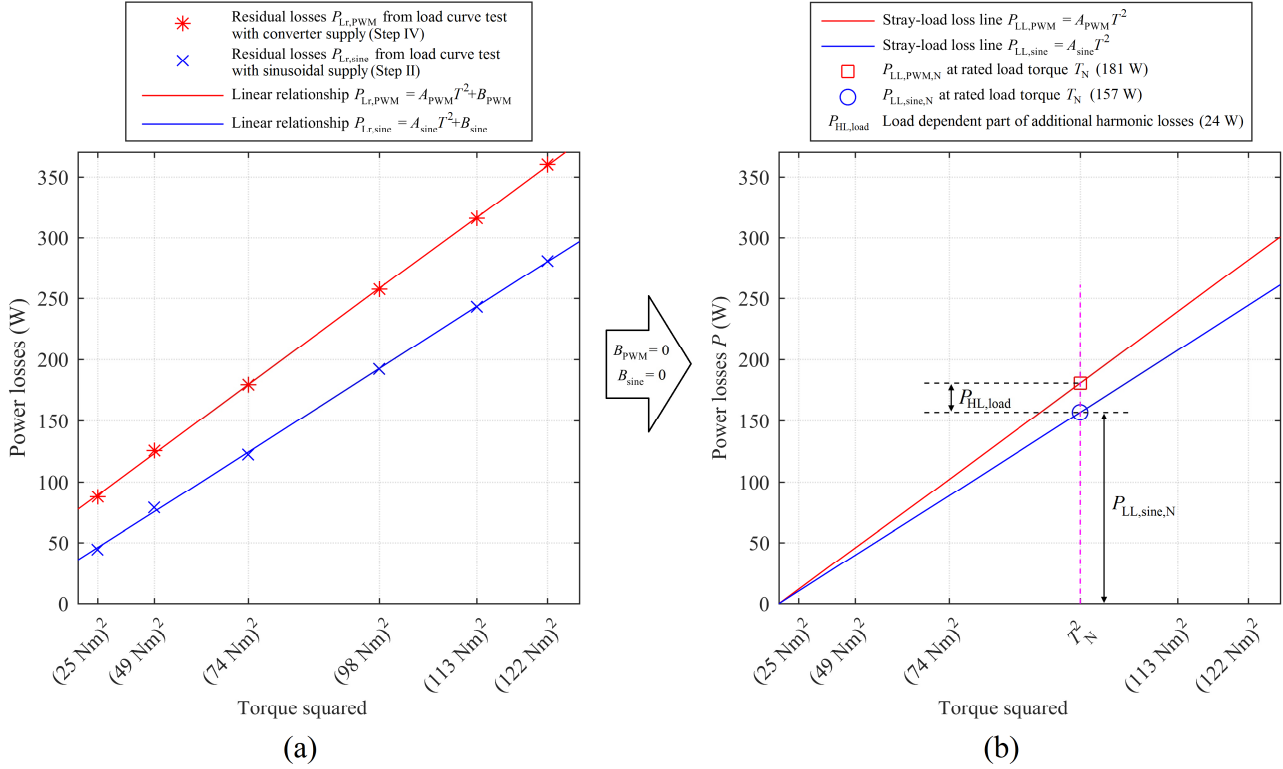 Residual losses P_Lr,PWM from load curve test
with converter supply (Step IV)
Residual losses P_Lr,sine from load curve test
with sinusoidal supply (Step II)
Linear relationship P_Lr,PWM = A_PWM T^2+B_PWM
Linear relationship P_Lr,sine = A_sine T^2+B_sine
350
300
250
200
150
100
50
0
Power losses (W)
(25 Nm)^2
(49 Nm)^2
(74 Nm)^2
(98 Nm)^2
(113 Nm)^2
(122 Nm)^2
Torque squared
(a)
B_PWM = 0
B_sine = 0
Stray-load loss line P_LL,PWM = A_PWM T^2
Stray-load loss line P_LL,sine = A_sine T^2
P_LL,PWM,N at rated load torque T_N (181 W)
P_LL,sine,N at rated load torque T_N (157 W)
P_HL,load Load dependent part of additional harmonic losses (24 W)
350
300
250
200
150
100
50
0
Power losses P (W)
P_HL,load
P_LL,sine,N
(25 Nm)^2
(49 Nm)^2
(74 Nm)^2
T_N^2
(113 Nm)^2
(122 Nm)^2
Torque squared
(b)